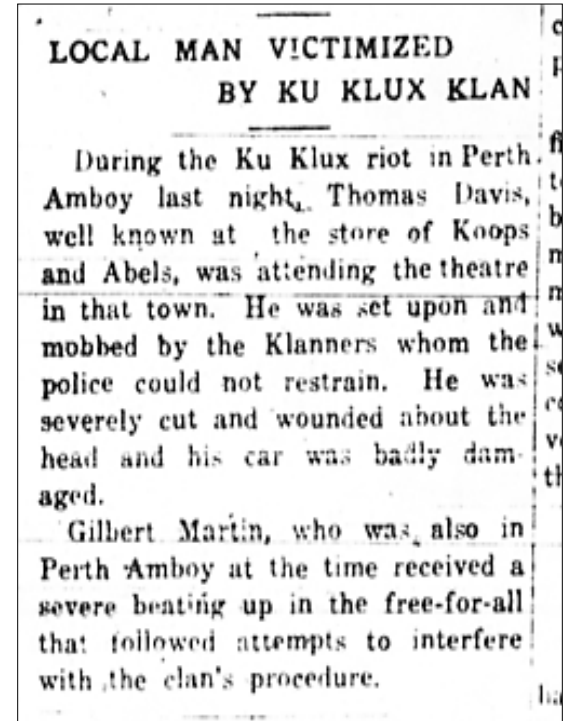 LOCAL MAN VICTIMIZED
BY KU KLUX KLAN
During the Ku Klux riot in Perth
Amboy last night, Thomas Davis,
well known at the store of Koops
and Abels, was attending the theatre
in that town. He was set upon and
mobbed by the Klanners whom the
police could not restrain. He was
severely cut and wounded about the
head and his car was badly dam-
aged.
Gilbert Martin, who was also in
Perth Amboy at the time received a
severe beating up in the free-for-all
that followed attempts to interfere
with the clan's procedure.